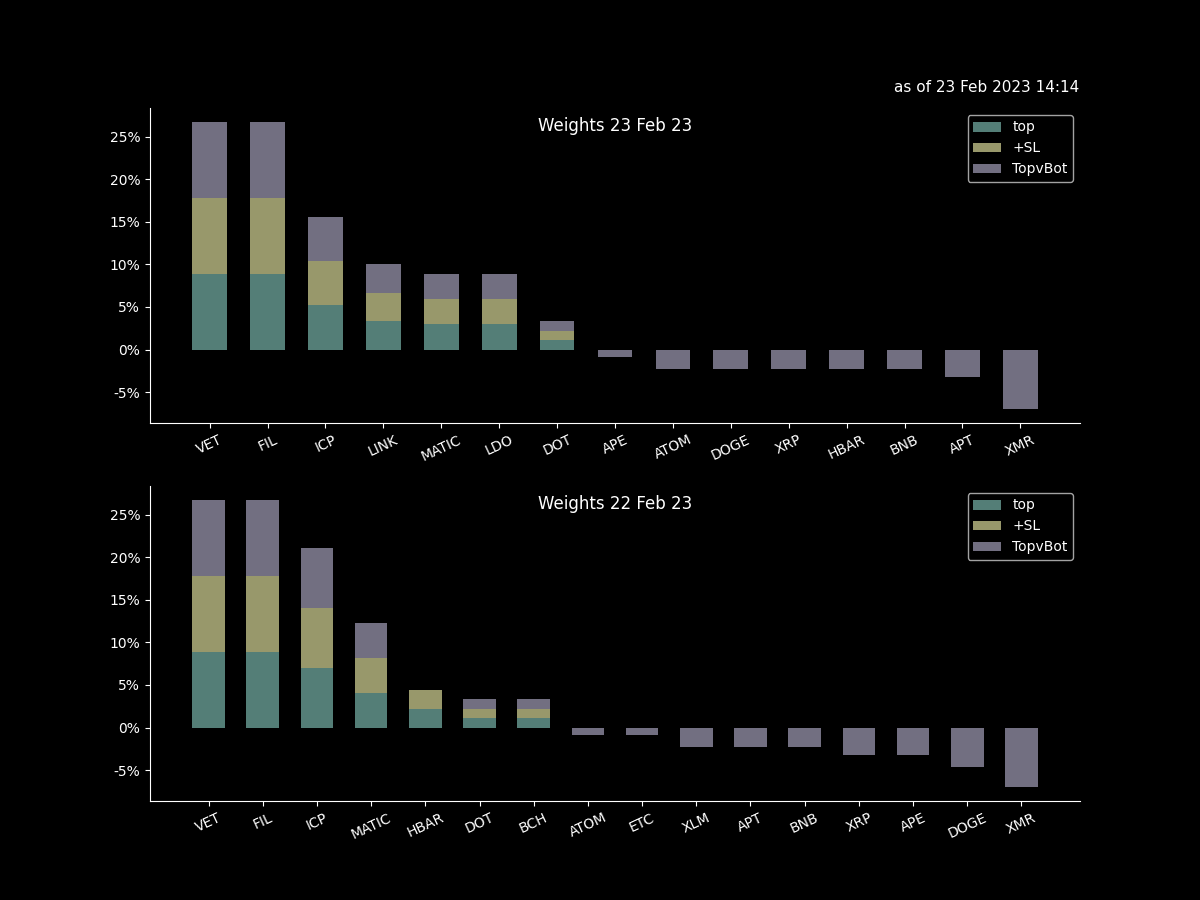 as of 23 Feb 2023 14:14
Weights 23 Feb 23
top
+SL
TopvBot
25%
20%
15%
10%
5%
0%
-5%
VET FIL ICP LINK MATIC LDO DOT APE ATOM DOGE XRP HBAR BNB APT XMR
Weights 22 Feb 23
top
+SL
TopvBot
25%
20%
15%
10%
5%
0%
-5%
VET FIL ICP MATIC HBAR DOT BCH ATOM ETC XLM APT BNB XRP APE DOGE XMR